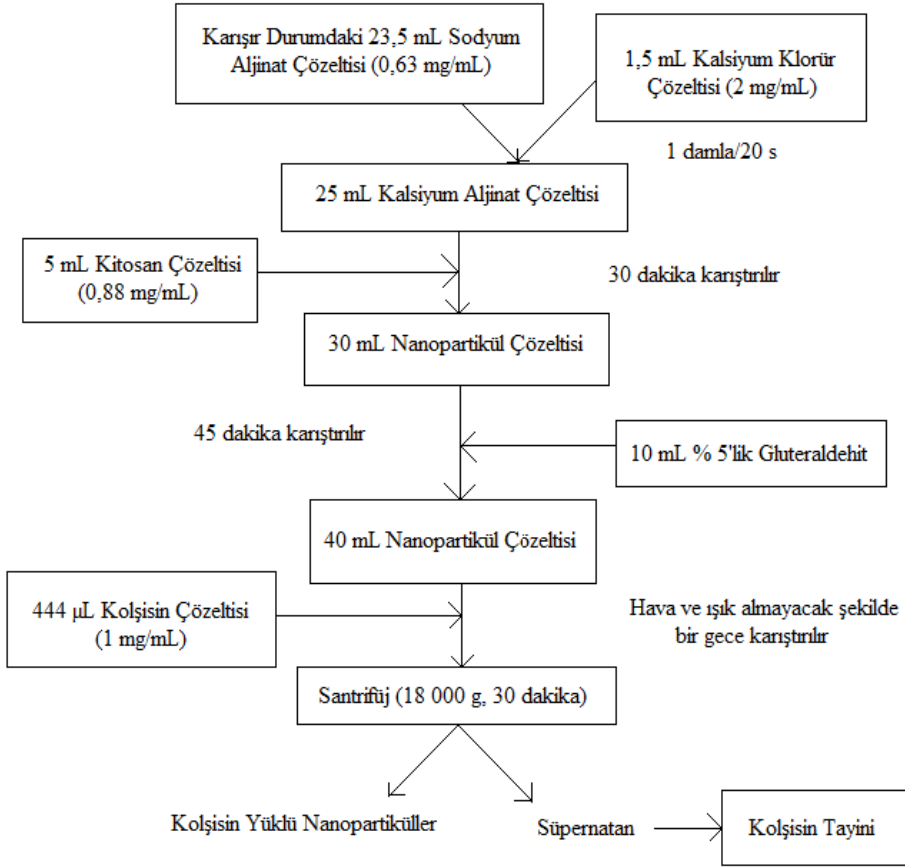 Karışır Durumdaki 23,5 mL Sodyum
Aljinat Çözeltisi (0,63 mg/mL)
1,5 mL Kalsiyum Klorür
Çözeltisi (2 mg/mL)
1 damla/20 s
25 mL Kalsiyum Aljinat Çözeltisi
5 mL Kitosan Çözeltisi
(0,88 mg/mL)
30 dakika karıştırılır
30 mL Nanopartikül Çözeltisi
45 dakika karıştırılır
10 mL % 5'lik Gluteraldehit
40 mL Nanopartikül Çözeltisi
444 µL Kolşisin Çözeltisi
(1 mg/mL)
Hava ve ışık almayacak şekilde
bir gece karıştırılır
Santrifüj (18 000 g, 30 dakika)
Kolşisin Yüklü Nanopartiküller
Süpernatan
Kolşisin Tayini